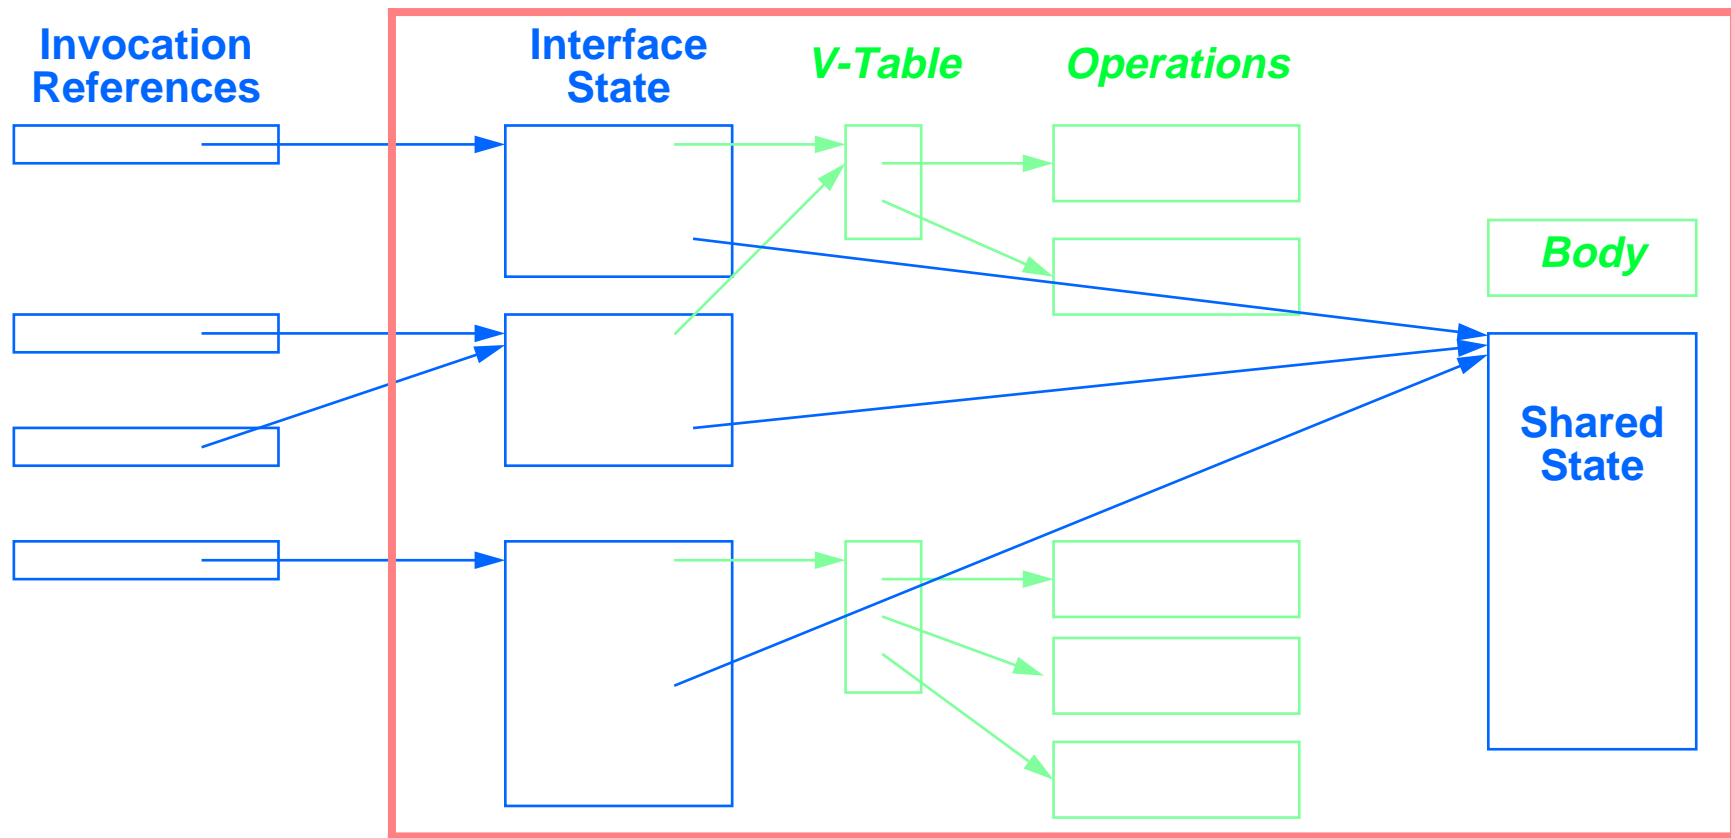 Invocation
References
Interface
State
V-Table
Operations
Body
Shared
State